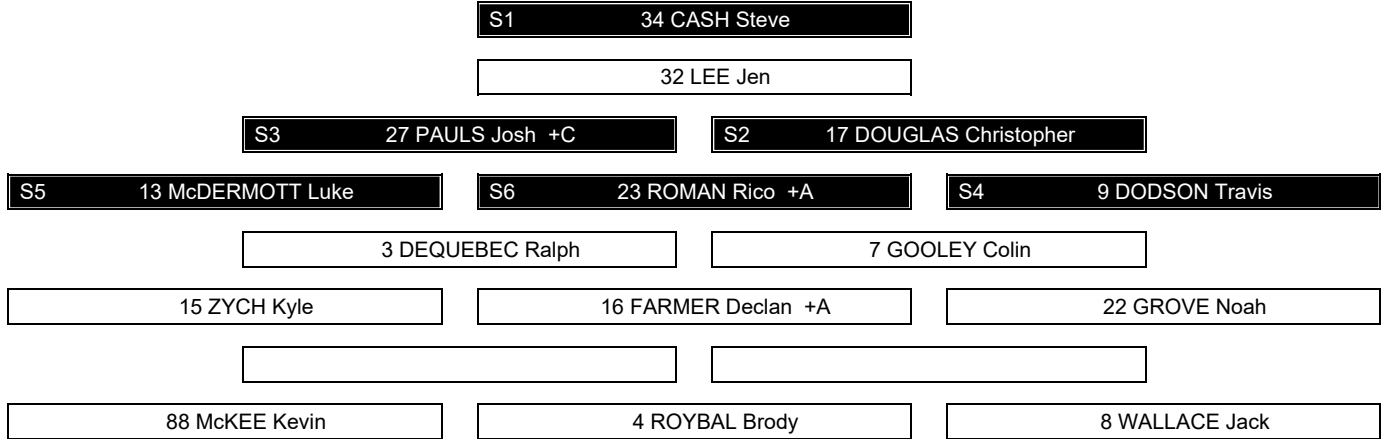 S1 34 CASH Steve
32 LEE Jen
S3 27 PAULS Josh +C S2 17 DOUGLAS Christopher
S5 13 McDERMOTT Luke S6 23 ROMAN Rico +A S4 9 DODSON Travis
3 DEQUEBEC Ralph 7 GOOLEY Colin
15 ZYCH Kyle 16 FARMER Declan +A 22 GROVE Noah
88 McKEE Kevin 4 ROYBAL Brody 8 WALLACE Jack